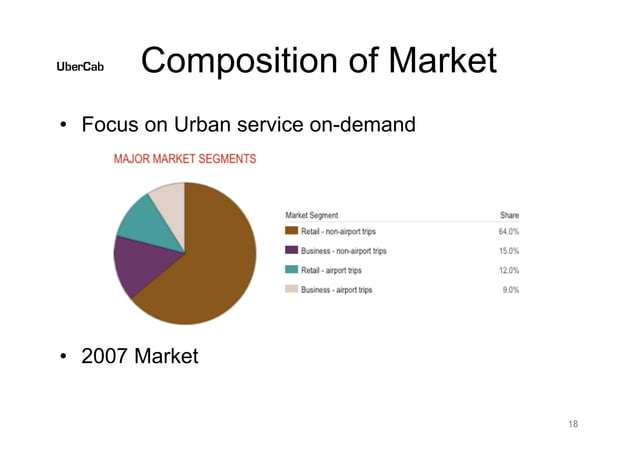 UberCab
Composition of Market
• Focus on Urban service on-demand
MAJOR MARKET SEGMENTS
Market Segment Share
Retail - non-airport trips 64.0%
Business - non-airport trips 15.0%
Retail - airport trips 12.0%
Business - airport trips 9.0%
• 2007 Market
18